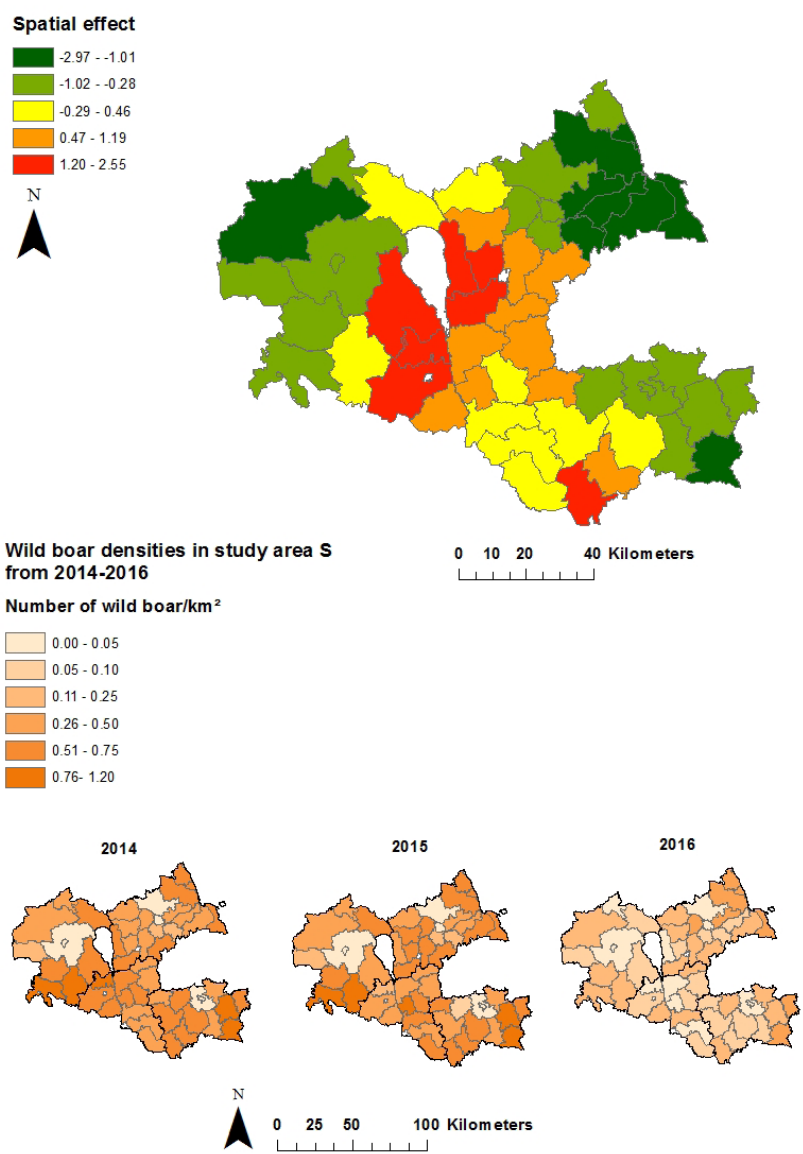 Spatial effect
-2.97 - -1.01
-1.02 - -0.28
-0.29 - 0.46
0.47 - 1.19
1.20 - 2.55
N
Wild boar densities in study area S
from 2014-2016
0 10 20 40 Kilometers
Number of wild boar/km²
0.00 - 0.05
0.05 - 0.10
0.11 - 0.25
0.26 - 0.50
0.51 - 0.75
0.76- 1.20
2014
2015
2016
N
0 25 50 100 Kilometers